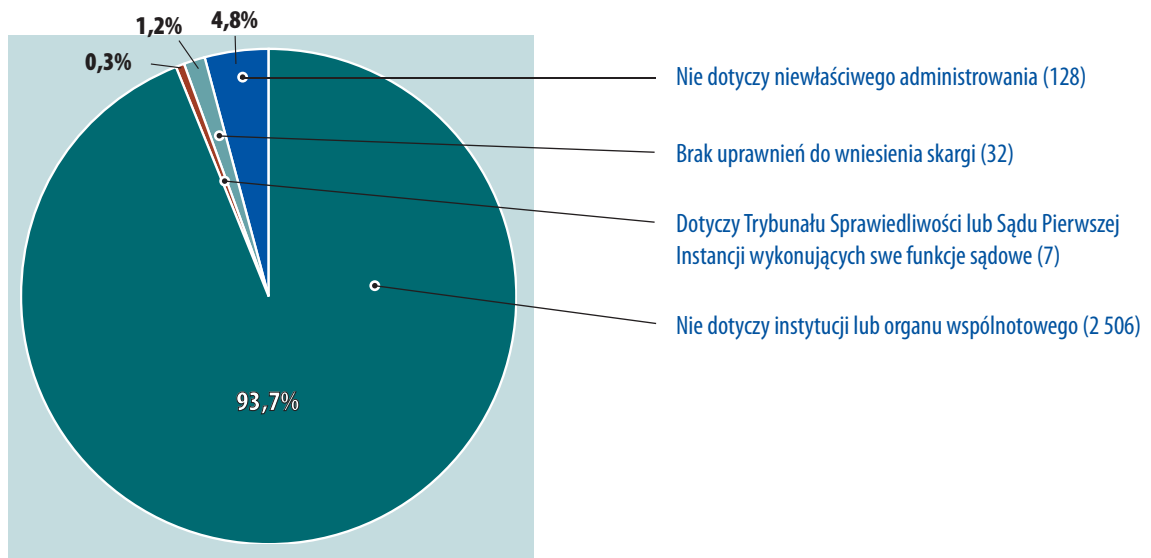 1,2%
4,8%
0,3%
Nie dotyczy niewłaściwego administrowania (128)
Brak uprawnień do wniesienia skargi (32)
Dotyczy Trybunału Sprawiedliwości lub Sądu Pierwszej
Instancji wykonujących swe funkcje sądowe (7)
Nie dotyczy instytucji lub organu wspólnotowego (2 506)
93,7%